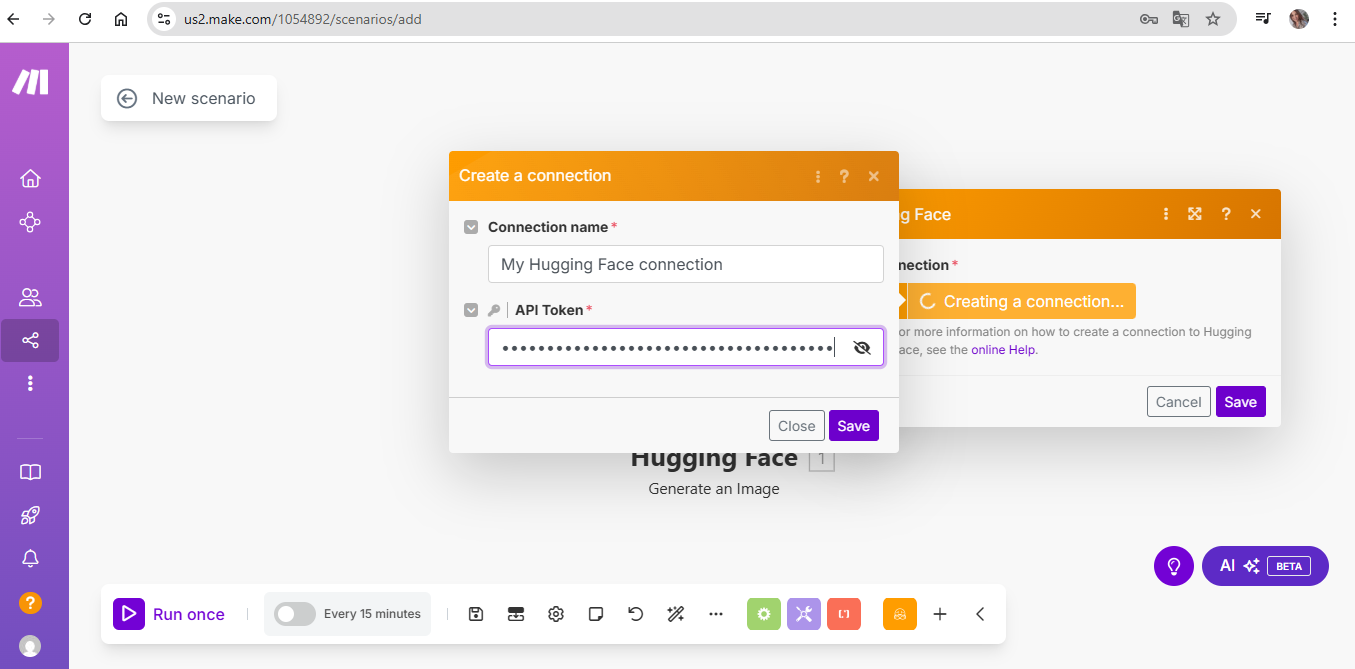 us2.make.com/1054892/scenarios/add
New scenario
Create a connection
?
Connection name *
My Hugging Face connection
API Token *
••••••••••••••••••••••••••••••••••••••
Close
Save
g Face
?
nection *
Creating a connection...
or more information on how to create a connection to Hugging
ace, see the online Help.
Cancel
Save
Hugging Face 1
Generate an Image
AI BETA
?
Run once
Every 15 minutes